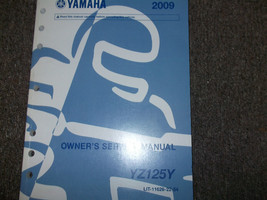 YAMAHA
2009
OWNER'S SERVICE MANUAL
YZ125Y